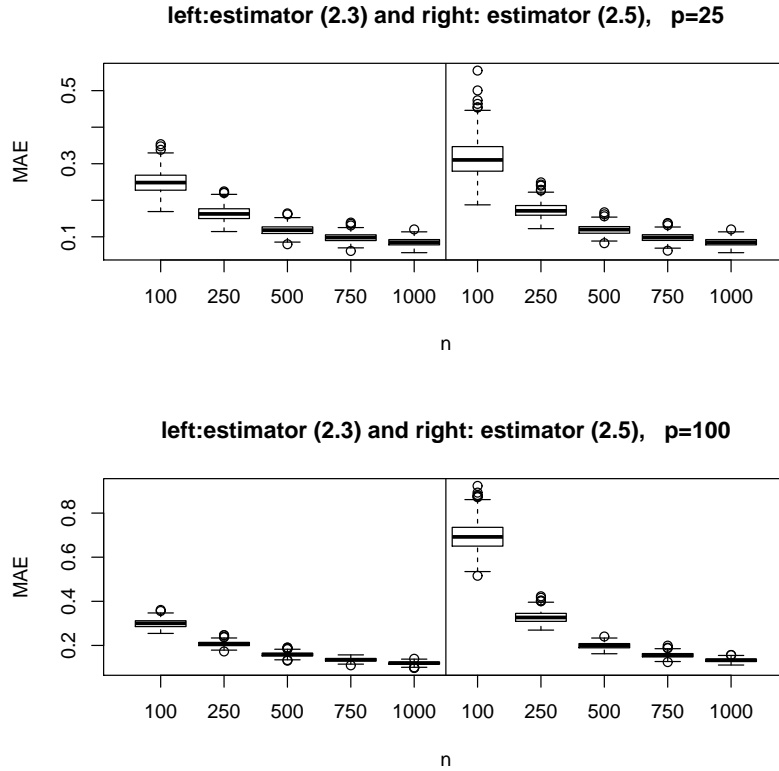 left:estimator (2.3) and right: estimator (2.5),   p=25
MAE
0.5
0.3
0.1
100 250 500 750 1000 100 250 500 750 1000
n
left:estimator (2.3) and right: estimator (2.5),   p=100
MAE
0.8
0.6
0.4
0.2
100 250 500 750 1000 100 250 500 750 1000
n